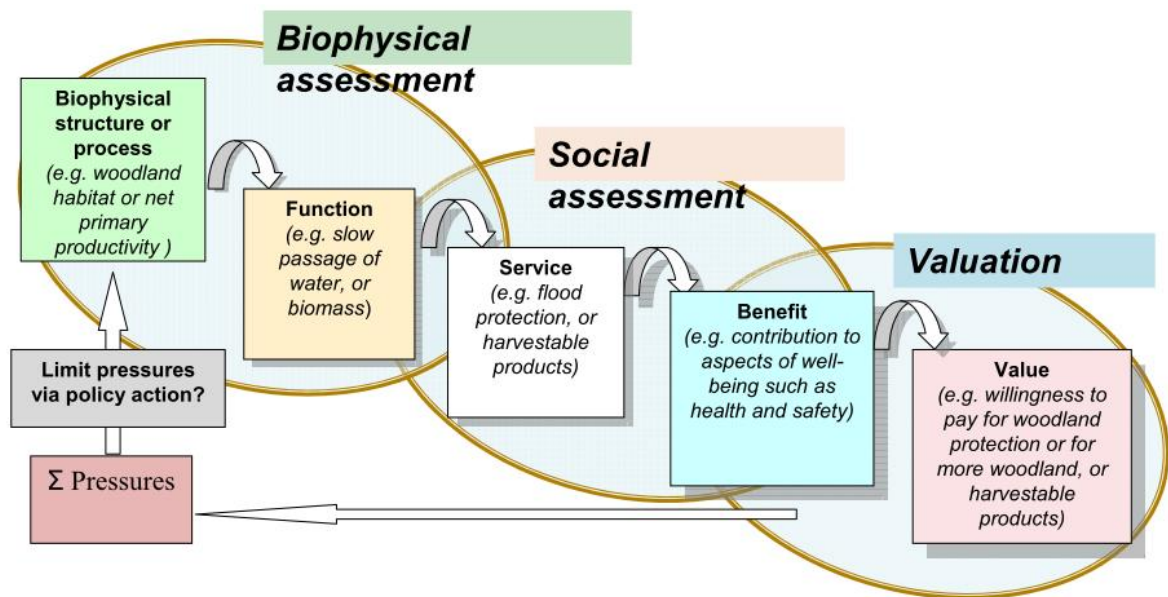 Biophysical
assessment
Biophysical
structure or
process
(e.g. woodland
habitat or net
primary
productivity )
Function
(e.g. slow
passage of
water, or
biomass)
Social
assessment
Service
(e.g. flood
protection, or
harvestable
products)
Valuation
Benefit
(e.g. contribution to
aspects of well-
being such as
health and safety)
Value
(e.g. willingness to
pay for woodland
protection or for
more woodland, or
harvestable
products)
Limit pressures
via policy action?
Σ Pressures